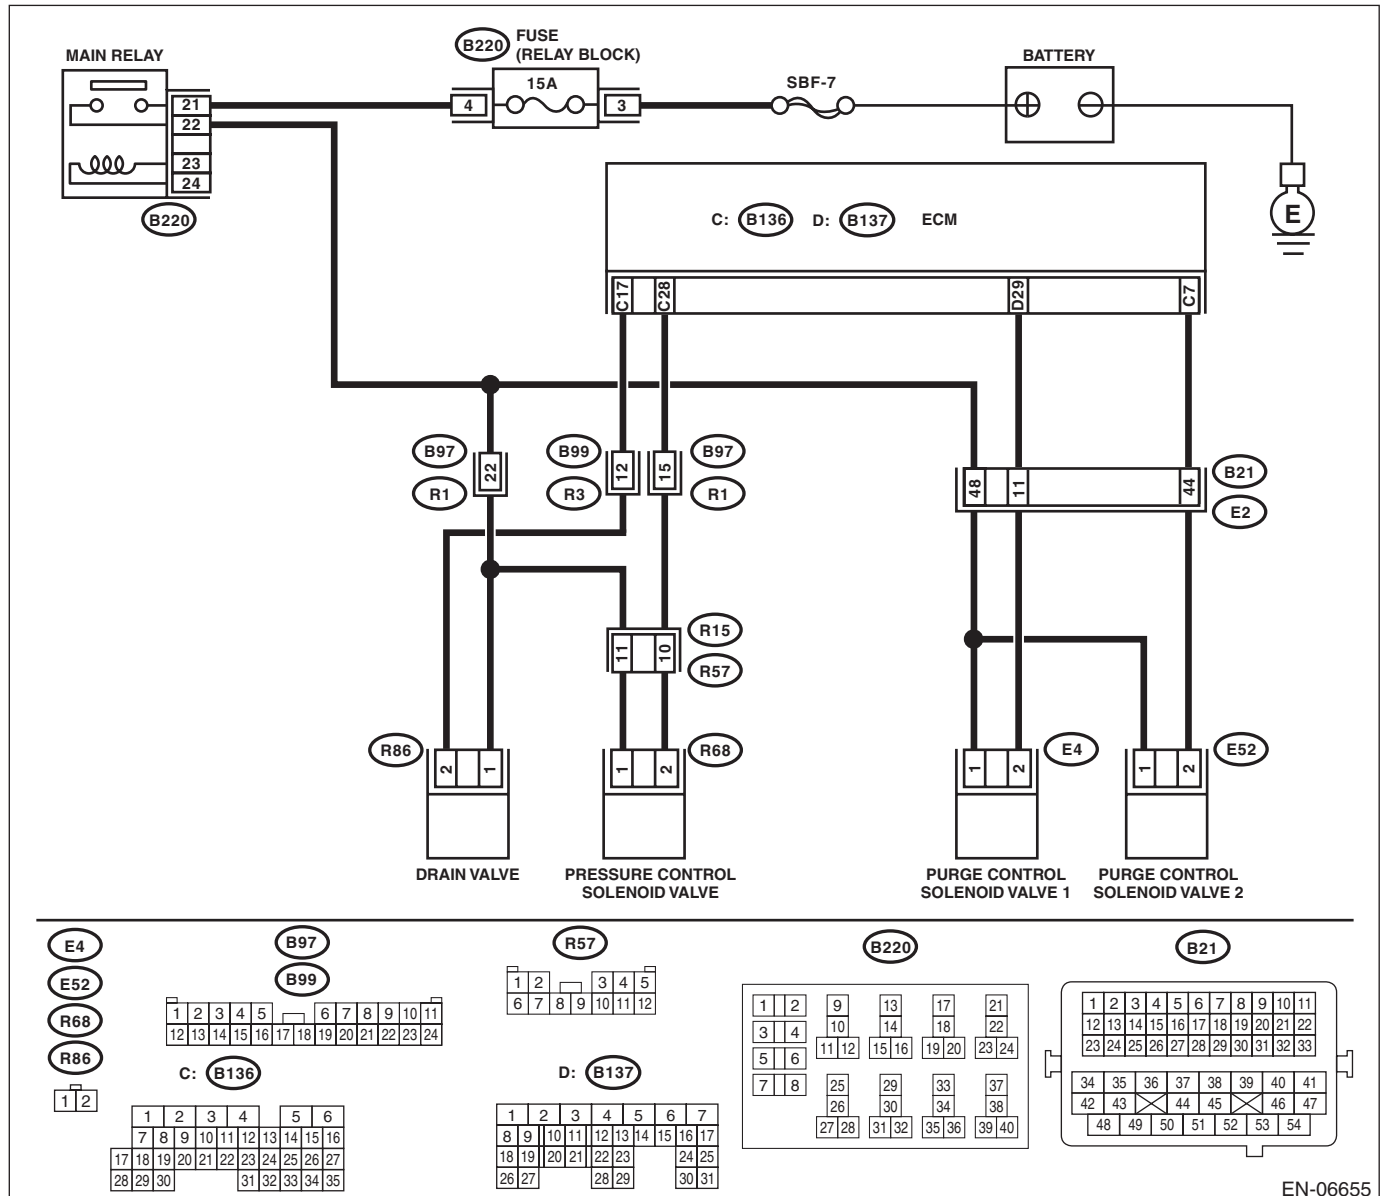 MAIN RELAY
B220
FUSE
(RELAY BLOCK)
15A
SBF-7
BATTERY
21
22
23
24
4
3
B220
E
C: B136 D: B137 ECM
C17
C28
D29
C7
B97
R1
22
B99
R3
12
15
B97
R1
48
11
44
B21
E2
R15
R57
11
10
R86
2
1
1
2
R68
1
2
E4
1
2
E52
DRAIN VALVE
PRESSURE CONTROL
SOLENOID VALVE
PURGE CONTROL
SOLENOID VALVE 1
PURGE CONTROL
SOLENOID VALVE 2
E4
E52
R68
R86
1 2
B97
B99
1 2 3 4 5 6 7 8 9 10 11
12 13 14 15 16 17 18 19 20 21 22 23 24
C: B136
1 2 3 4 5 6
7 8 9 10 11 12 13 14 15 16
17 18 19 20 21 22 23 24 25 26 27
28 29 30 31 32 33 34 35
R57
1 2 3 4 5
6 7 8 9 10 11 12
D: B137
1 2 3 4 5 6 7
8 9 10 11 12 13 14 15 16 17
18 19 20 21 22 23 24 25
26 27 28 29 30 31
B220
1 2 9 13 17 21
3 4 10 14 18 22
5 6 11 12 15 16 19 20 23 24
7 8 25 29 33 37
26 30 34 38
27 28 31 32 35 36 39 40
B21
1 2 3 4 5 6 7 8 9 10 11
12 13 14 15 16 17 18 19 20 21 22
23 24 25 26 27 28 29 30 31 32 33
34 35 36 37 38 39 40 41
42 43 44 45 46 47
48 49 50 51 52 53 54
EN-06655